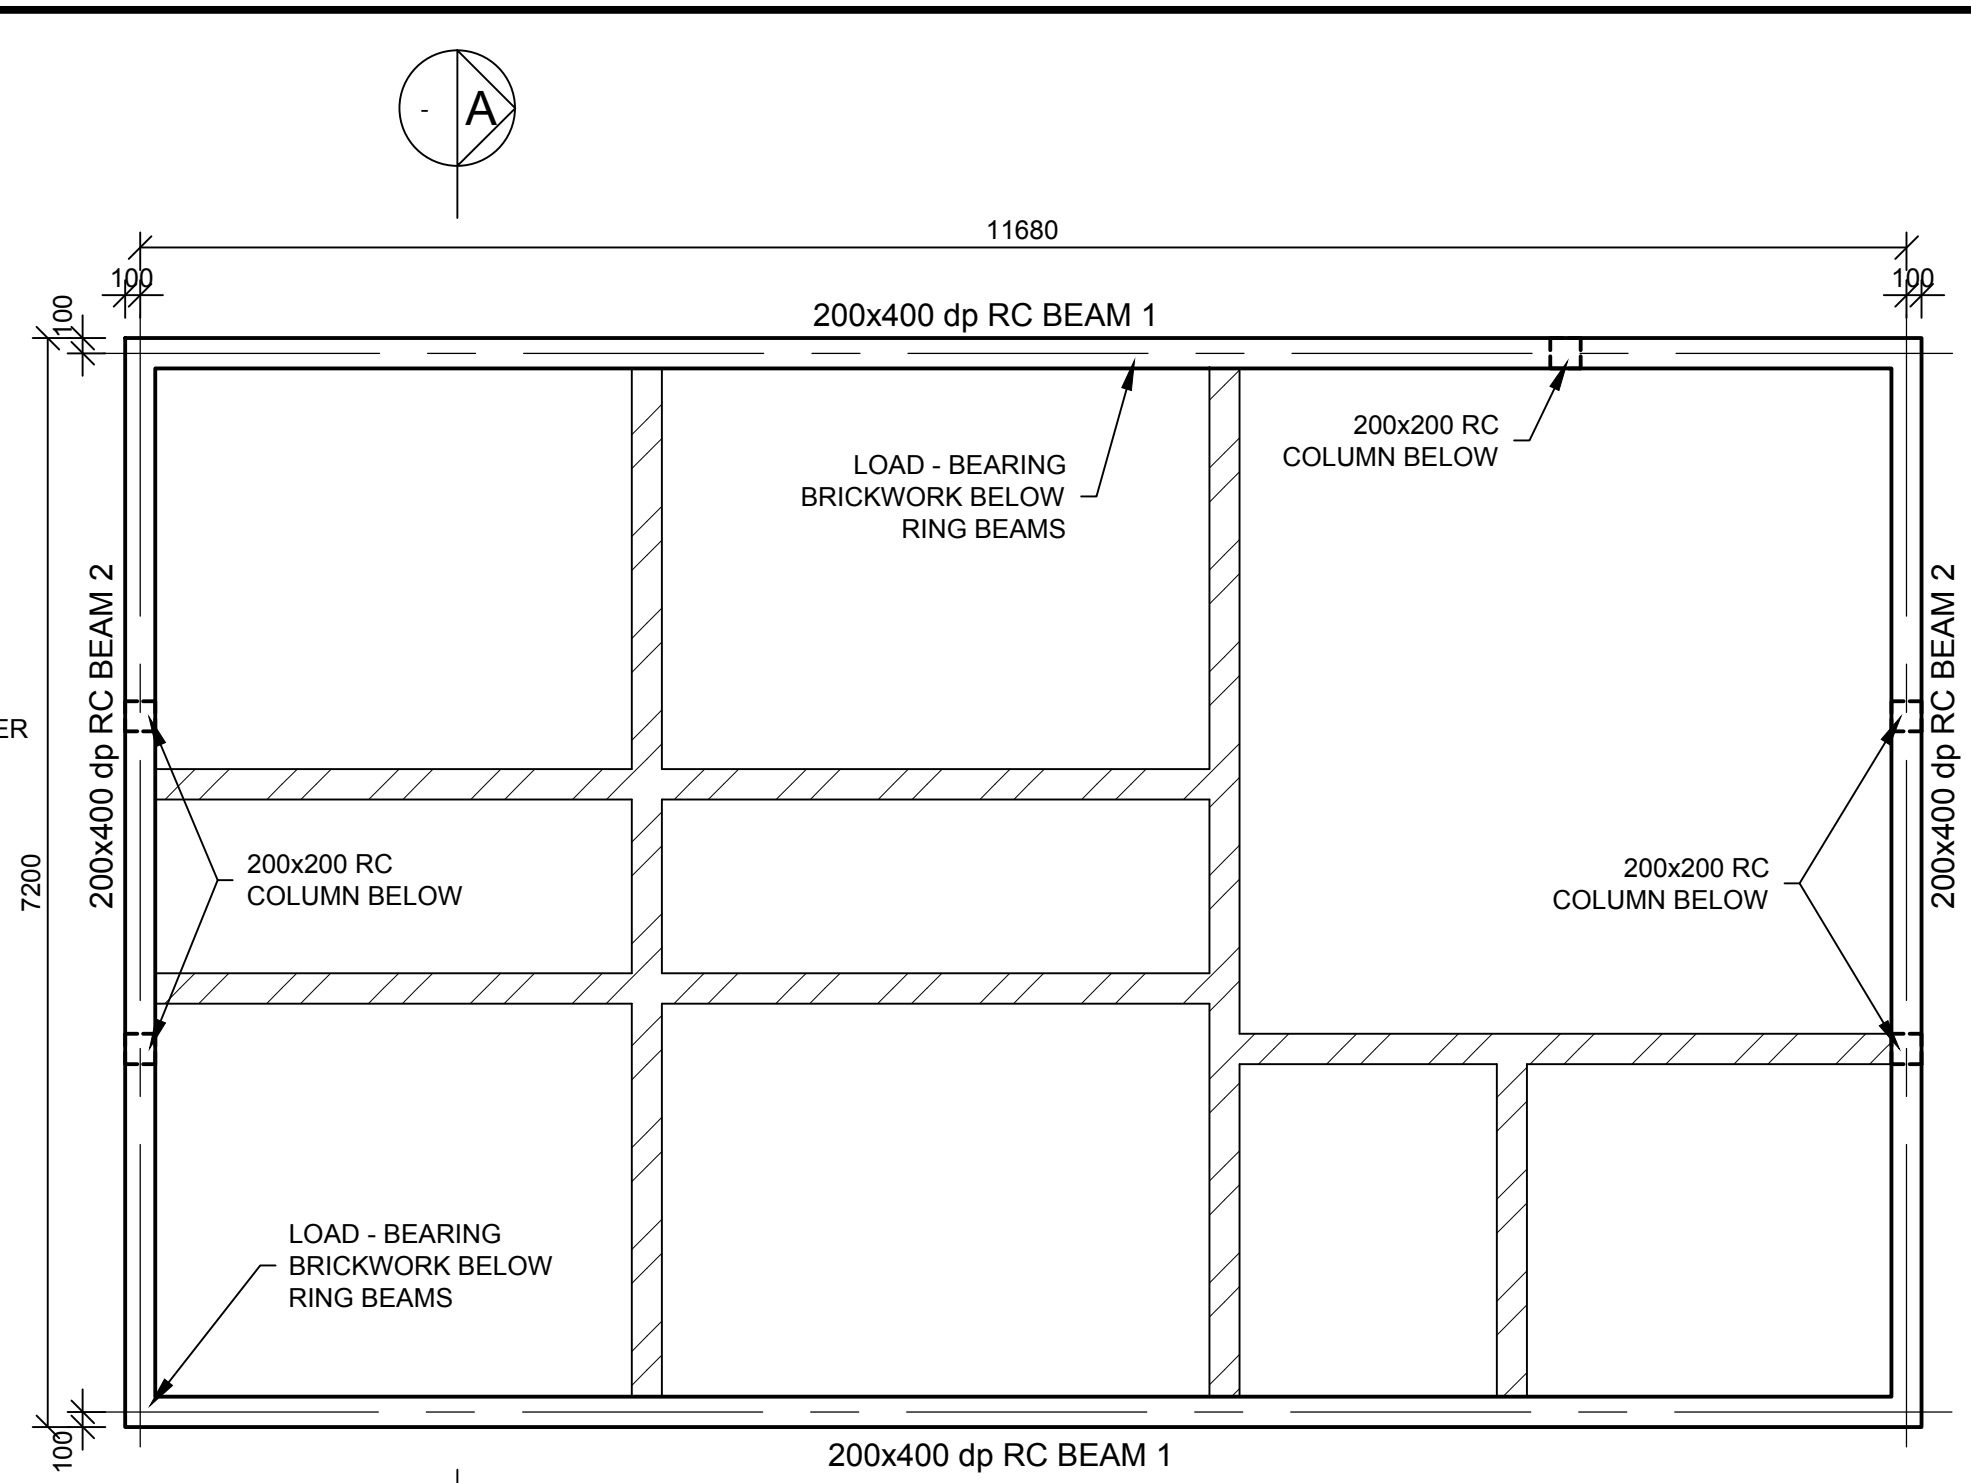 - A
11680
100
100
100
200x400 dp RC BEAM 1
200x200 RC
COLUMN BELOW
LOAD - BEARING
BRICKWORK BELOW
RING BEAMS
200x400 dp RC BEAM 2
200x400 dp RC BEAM 2
ER
7200
200x200 RC
COLUMN BELOW
200x200 RC
COLUMN BELOW
LOAD - BEARING
BRICKWORK BELOW
RING BEAMS
100
200x400 dp RC BEAM 1